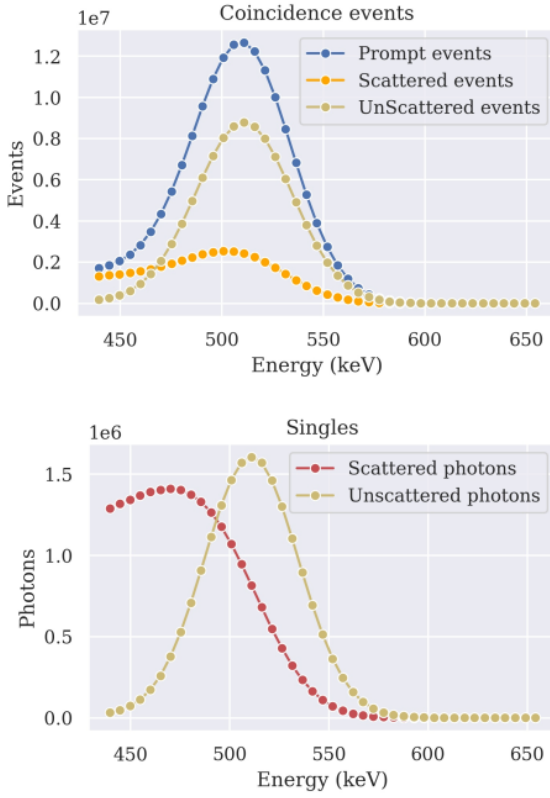 Coincidence events
1e7
Prompt events
Scattered events
UnScattered events
Events
1.2
1.0
0.8
0.6
0.4
0.2
0.0
450 500 550 600 650
Energy (keV)
Singles
1e6
Scattered photons
Unscattered photons
Photons
1.5
1.0
0.5
0.0
450 500 550 600 650
Energy (keV)